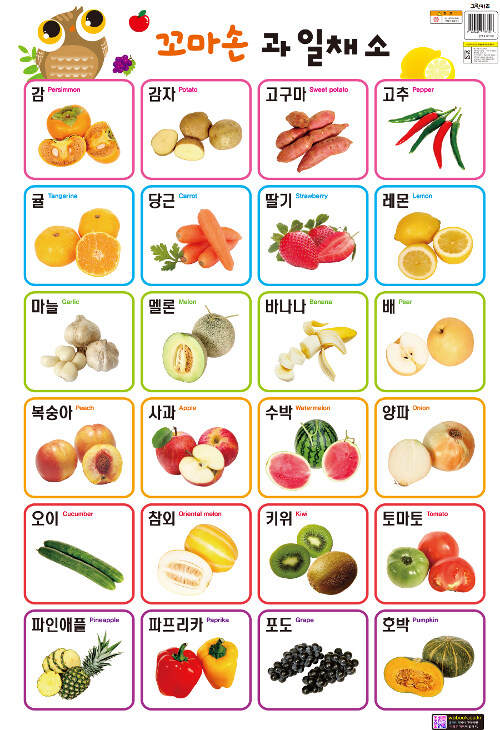 그린키즈
꼬마손 과일채소
감 Persimmon
감자 Potato
고구마 Sweet potato
고추 Pepper
귤 Tangerine
당근 Carrot
딸기 Strawberry
레몬 Lemon
마늘 Garlic
멜론 Melon
바나나 Banana
배 Pear
복숭아 Peach
사과 Apple
수박 Watermelon
양파 Onion
오이 Cucumber
참외 Oriental melon
키위 Kiwi
토마토 Tomato
파인애플 Pineapple
파프리카 Paprika
포도 Grape
호박 Pumpkin